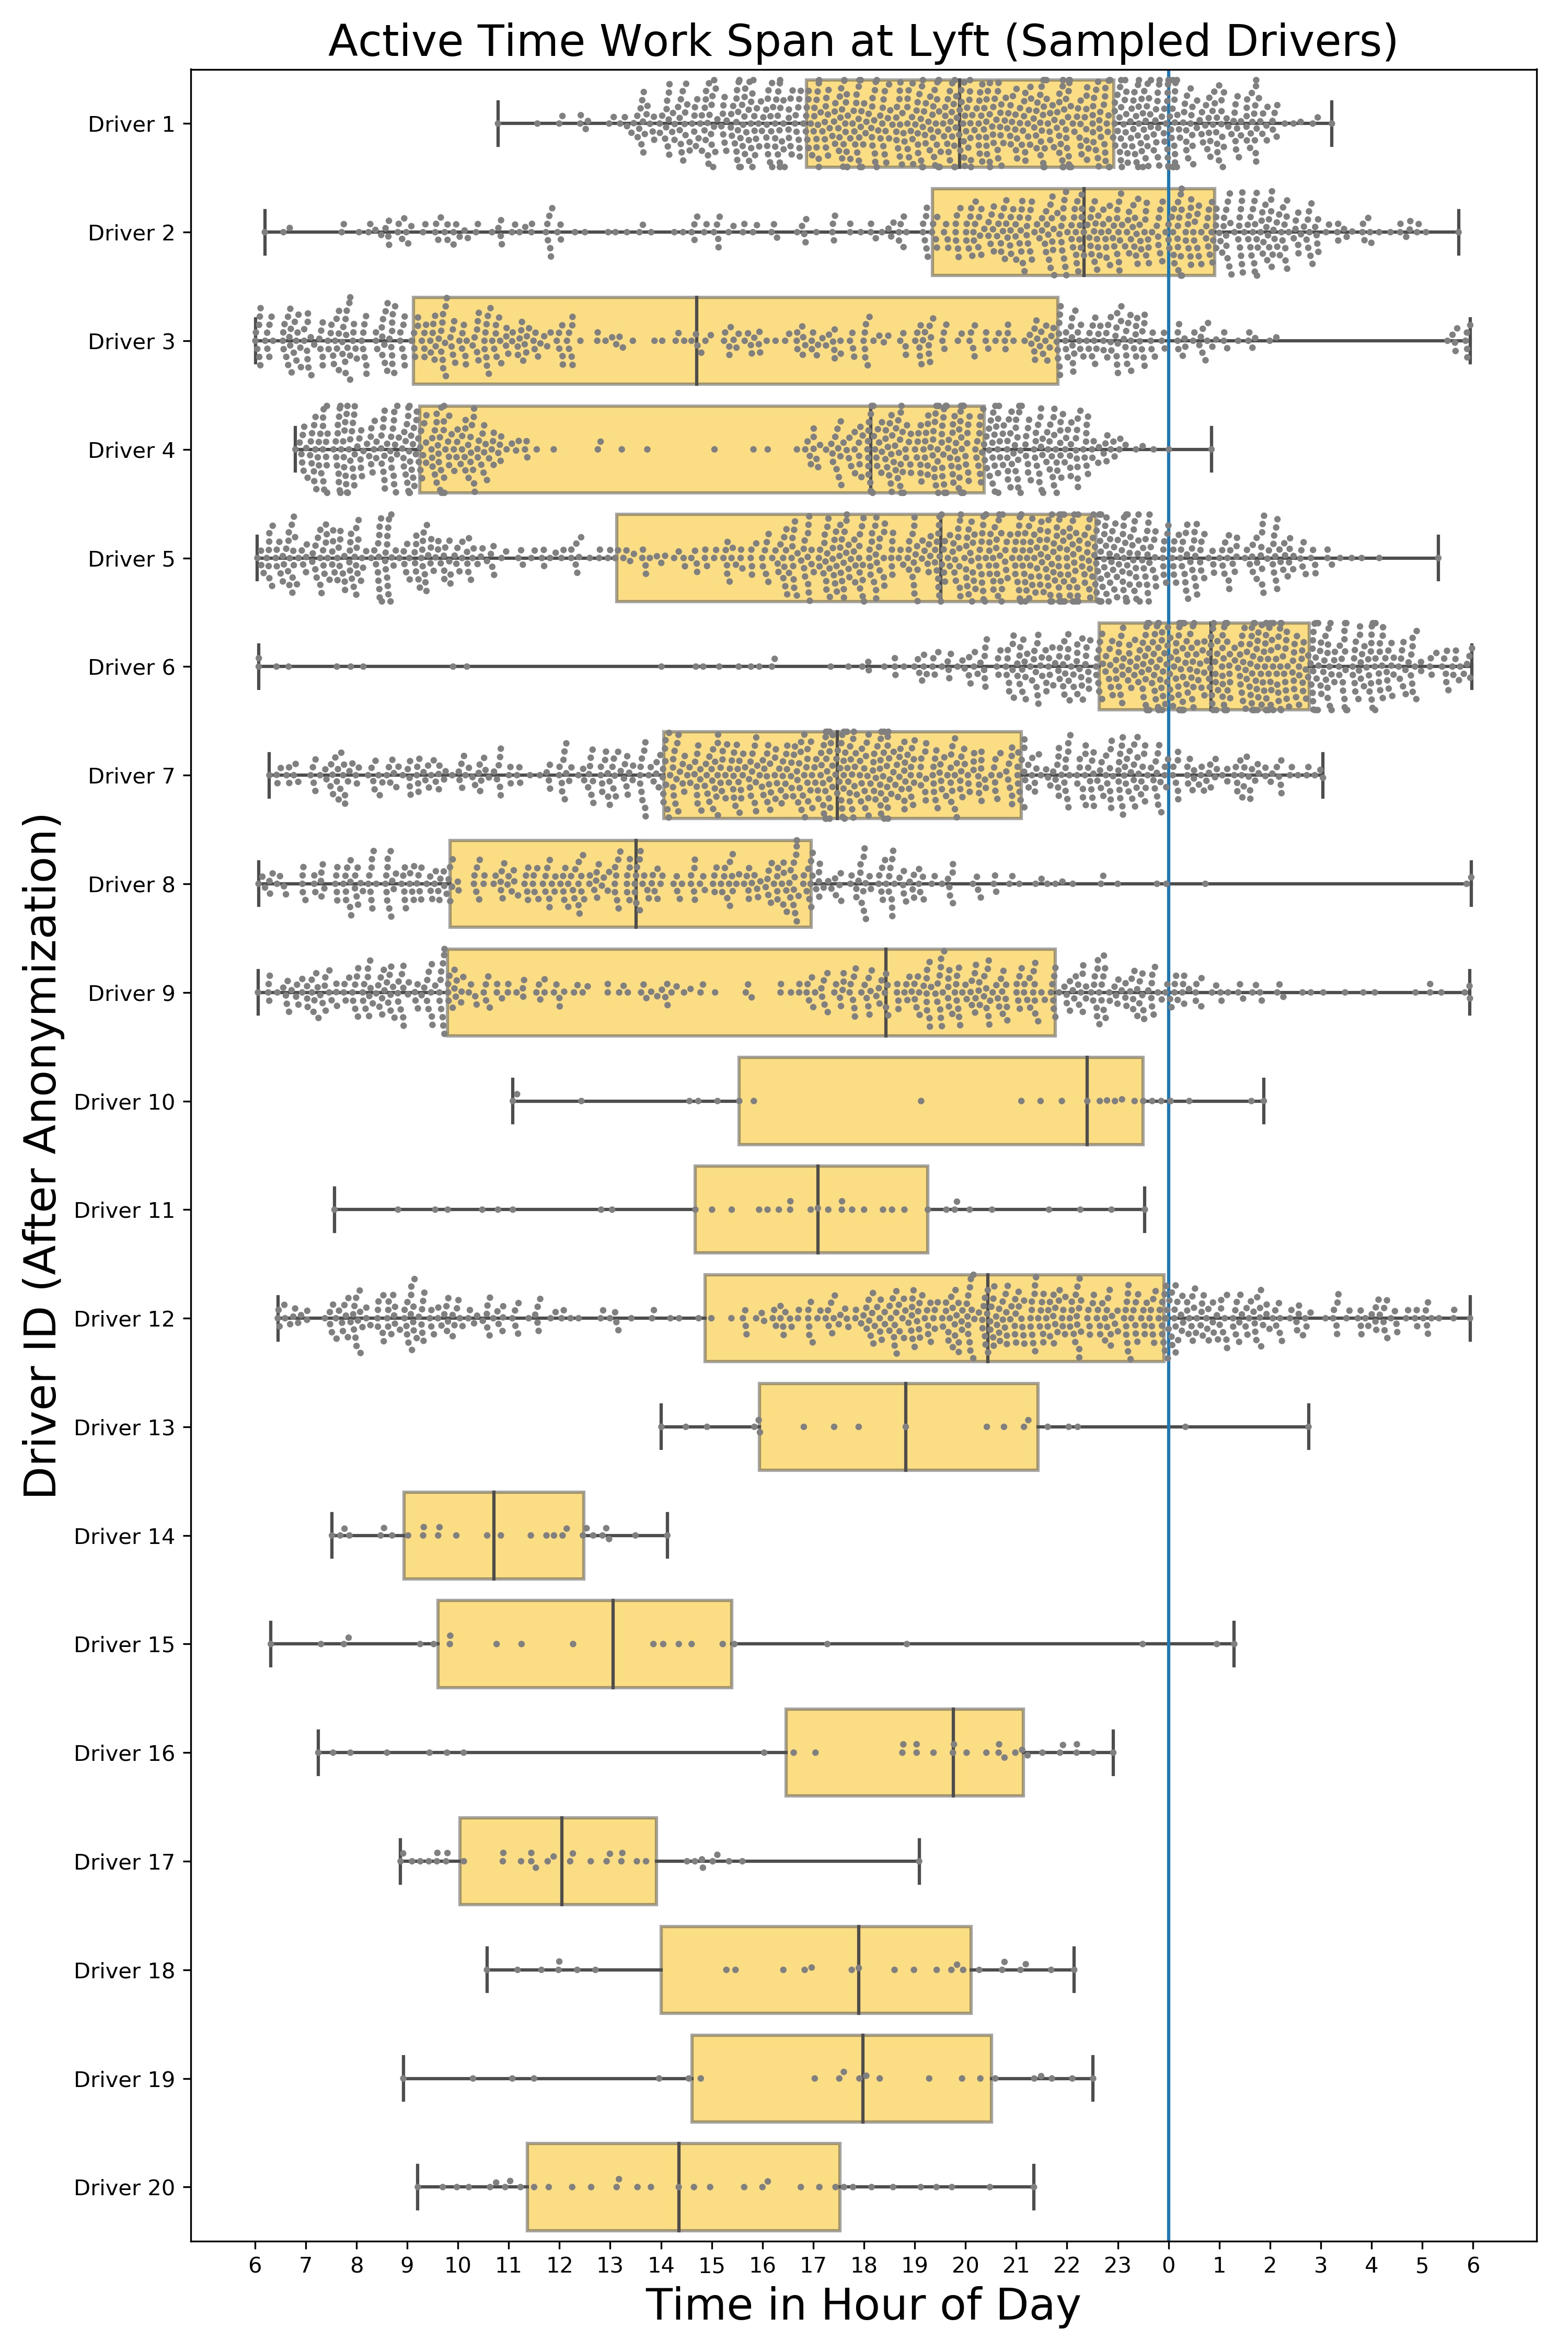 Active Time Work Span at Lyft (Sampled Drivers)
Driver ID (After Anonymization)
Driver 1
Driver 2
Driver 3
Driver 4
Driver 5
Driver 6
Driver 7
Driver 8
Driver 9
Driver 10
Driver 11
Driver 12
Driver 13
Driver 14
Driver 15
Driver 16
Driver 17
Driver 18
Driver 19
Driver 20
6 7 8 9 10 11 12 13 14 15 16 17 18 19 20 21 22 23 0 1 2 3 4 5 6
Time in Hour of Day